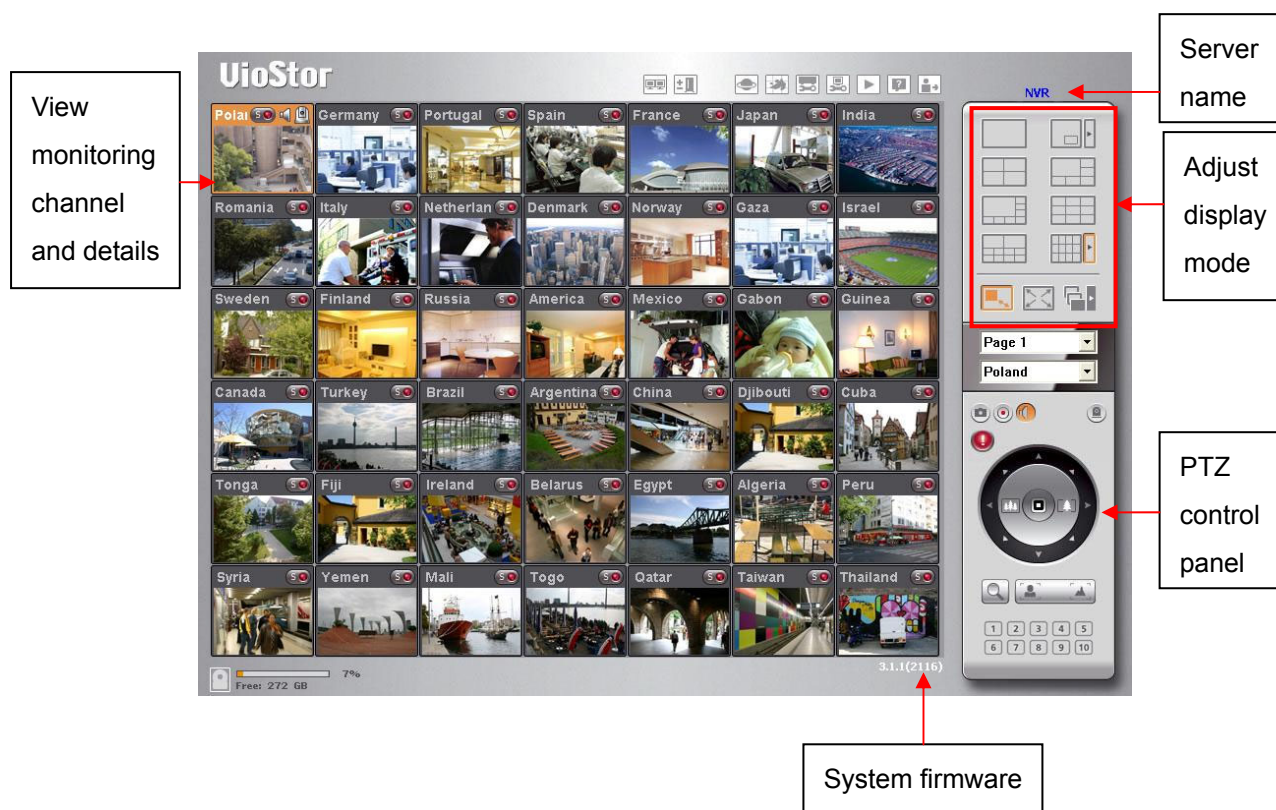 Server
name
View
monitoring
channel
and details
VioStor
NVR
Adjust
display
mode
Polan
Germany
Portugal
Spain
France
Japan
India
Romania
Italy
Netherlan
Denmark
Norway
Gaza
Israel
Sweden
Finland
Russia
America
Mexico
Gabon
Guinea
Page 1
Poland
Canada
Turkey
Brazil
Argentina
China
Djibouti
Cuba
Tonga
Fiji
Ireland
Belarus
Egypt
Algeria
Peru
PTZ
control
panel
Syria
Yemen
Mali
Togo
Qatar
Taiwan
Thailand
1 2 3 4 5
6 7 8 9 10
7%
Free: 272 GB
3.1.1(2116)
System firmware